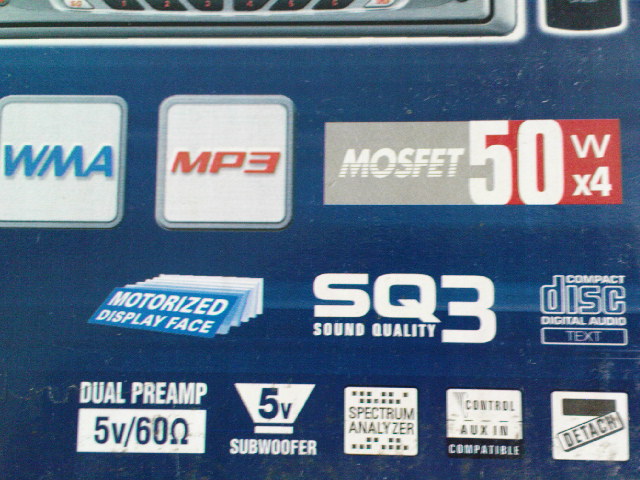 WMA
MP3
MOSFET 50 W x4
MOTORIZED
DISPLAY FACE
SQ3
SOUND QUALITY
COMPACT
disc
DIGITAL AUDIO
TEXT
DUAL PREAMP
5v/60Ω
5v
SUBWOOFER
SPECTRUM
ANALYZER
CONTROL
AUX IN
COMPATIBLE
DETACH